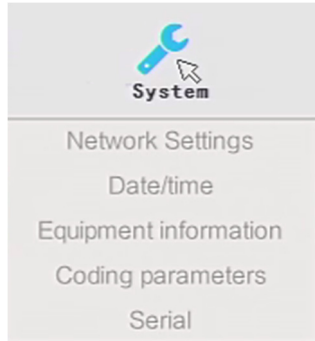 System
Network Settings
Date/time
Equipment information
Coding parameters
Serial